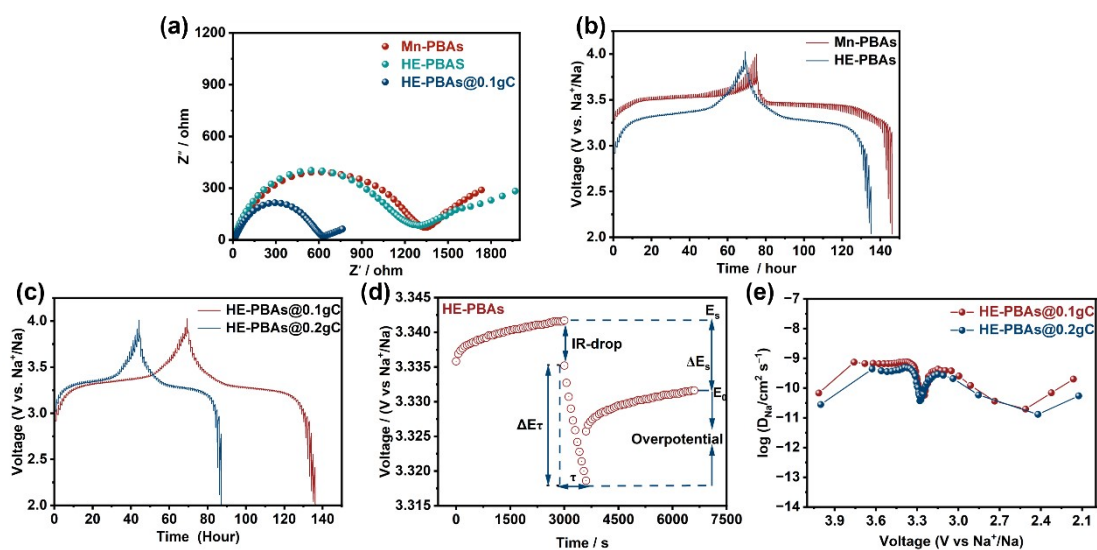 (a)
1200
900
600
300
0
Z″ / ohm
Mn-PBAs
HE-PBAS
HE-PBAs@0.1gC
0 300 600 900 1200 1500 1800
Z′ / ohm
(b)
4.0
3.5
3.0
2.5
2.0
Voltage (V vs. Na⁺/Na)
Mn-PBAs
HE-PBAs
0 20 40 60 80 100 120 140
Time / hour
(c)
4.0
3.5
3.0
2.5
2.0
Voltage (V vs. Na⁺/Na)
HE-PBAs@0.1gC
HE-PBAs@0.2gC
0 20 40 60 80 100 120 140
Time (Hour)
(d)
3.345
3.340
3.335
3.330
3.325
3.320
3.315
Voltage / (V vs. Na⁺/Na)
HE-PBAs
Eₛ
IR-drop
ΔEₛ
E₀
ΔEτ
Overpotential
τ
0 1500 3000 4500 6000 7500
Time / s
(e)
−7
−8
−9
−10
−11
−12
−13
−14
log (D_Na/cm² s⁻¹)
HE-PBAs@0.1gC
HE-PBAs@0.2gC
3.9 3.6 3.3 3.0 2.7 2.4 2.1
Voltage (V vs Na⁺/Na)